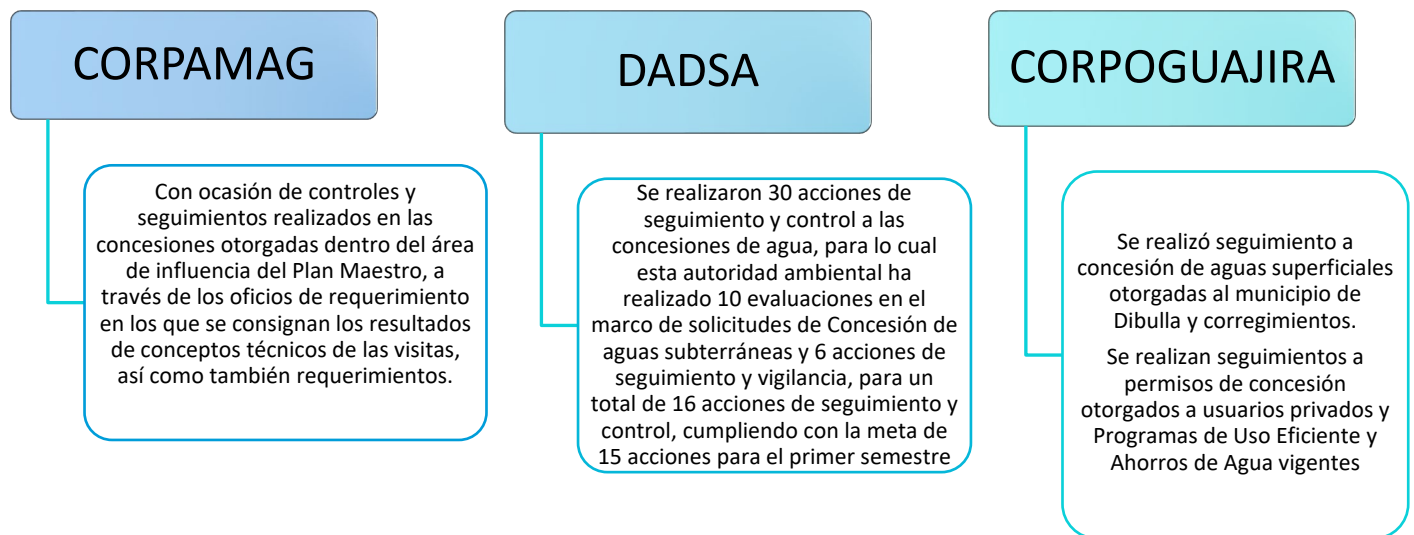 CORPAMAG
Con ocasión de controles y
seguimientos realizados en las
concesiones otorgadas dentro del área
de influencia del Plan Maestro, a
través de los oficios de requerimiento
en los que se consignan los resultados
de conceptos técnicos de las visitas,
así como también requerimientos.
DADSA
Se realizaron 30 acciones de
seguimiento y control a las
concesiones de agua, para lo cual
esta autoridad ambiental ha
realizado 10 evaluaciones en el
marco de solicitudes de Concesión de
aguas subterráneas y 6 acciones de
seguimiento y vigilancia, para un
total de 16 acciones de seguimiento y
control, cumpliendo con la meta de
15 acciones para el primer semestre
CORPOGUAJIRA
Se realizó seguimiento a
concesión de aguas superficiales
otorgadas al municipio de
Dibulla y corregimientos.
Se realizan seguimientos a
permisos de concesión
otorgados a usuarios privados y
Programas de Uso Eficiente y
Ahorros de Agua vigentes